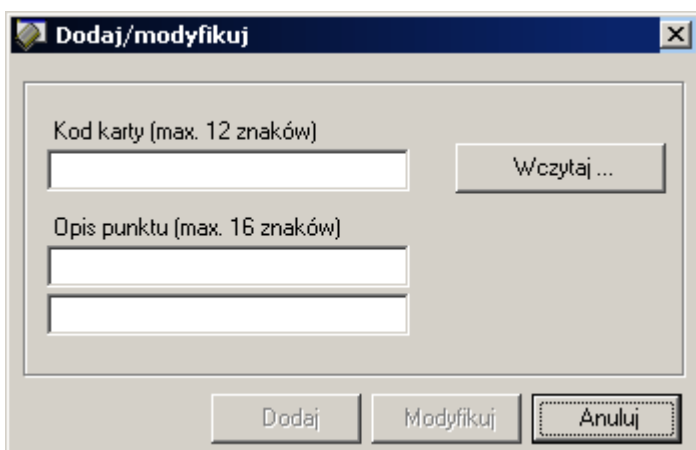 Dodaj/modyfikuj
Kod karty (max. 12 znaków)
Wczytaj ...
Opis punktu (max. 16 znaków)
Dodaj Modyfikuj Anuluj